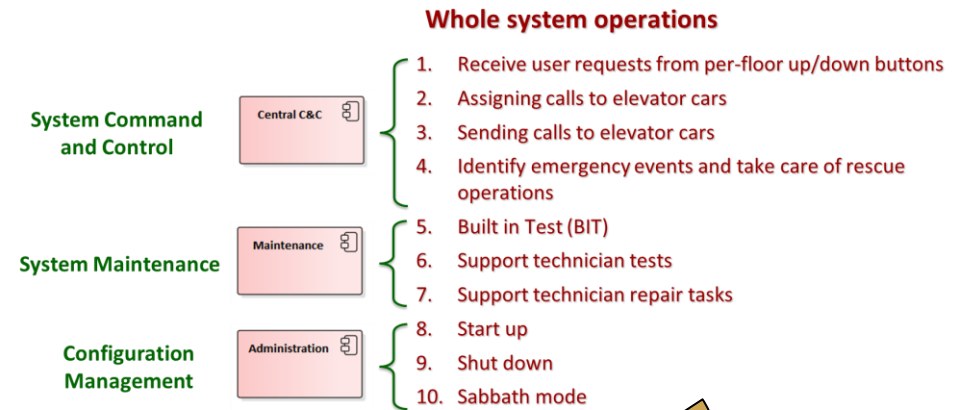 Whole system operations
System Command
and Control
Central C&C
1. Receive user requests from per-floor up/down buttons
2. Assigning calls to elevator cars
3. Sending calls to elevator cars
4. Identify emergency events and take care of rescue
operations
System Maintenance
Maintenance
5. Built in Test (BIT)
6. Support technician tests
7. Support technician repair tasks
Configuration
Management
Administration
8. Start up
9. Shut down
10. Sabbath mode